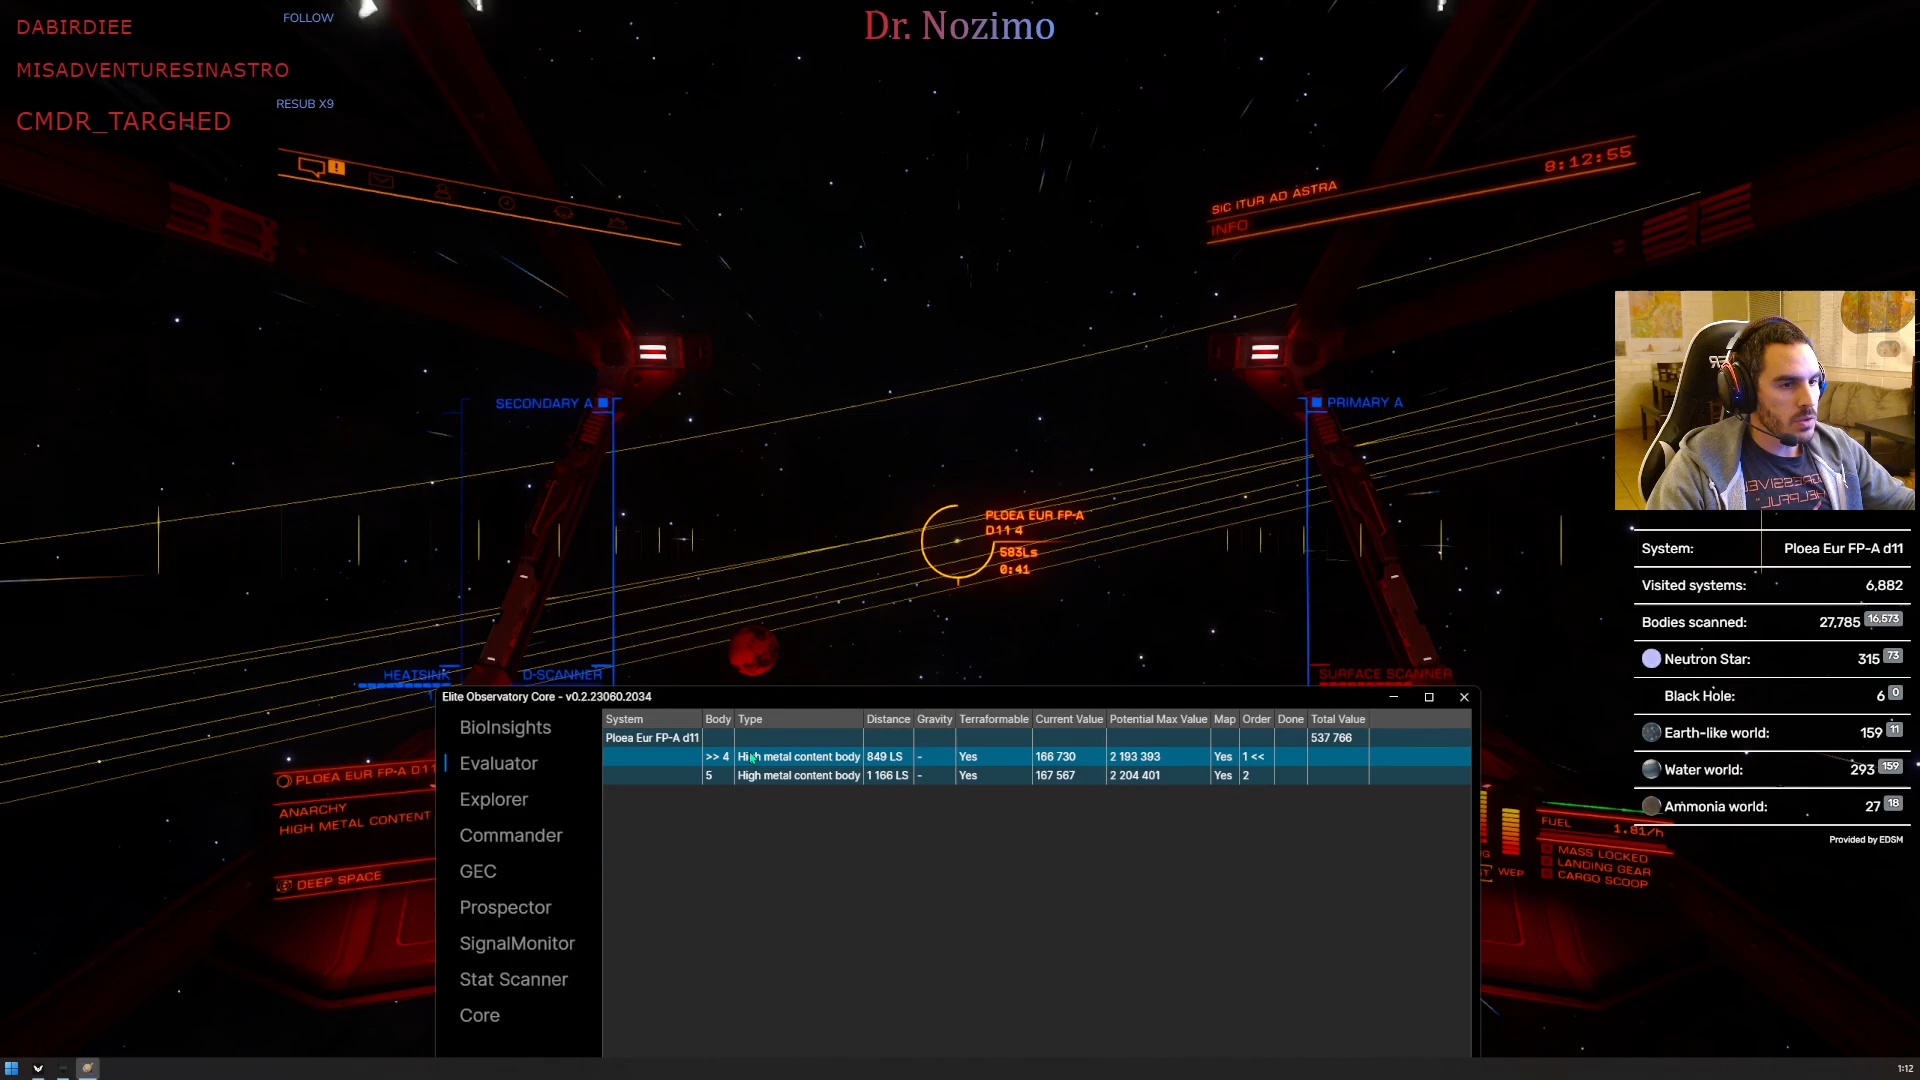 DABIRDIEE
FOLLOW
MISADVENTURESINASTRO
CMDR_TARGHED
RESUB X9
Dr. Nozimo
8:12:55
SIC ITUR AD ASTRA
INFO
SECONDARY A
PRIMARY A
PLOEA EUR FP-A
D11 4
583Ls
0:41
HEATSINK
D-SCANNER
SURFACE SCANNER
System: Ploea Eur FP-A d11
Visited systems: 6,882
Bodies scanned: 27,785 16,573
Neutron Star: 315 73
Black Hole: 6 0
Earth-like world: 159 11
Water world: 293 159
Ammonia world: 27 18
Provided by EDSM
Elite Observatory Core - v0.2.23060.2034
BioInsights
Evaluator
Explorer
Commander
GEC
Prospector
SignalMonitor
Stat Scanner
Core
System Body Type Distance Gravity Terraformable Current Value Potential Max Value Map Order Done Total Value
Ploea Eur FP-A d11 537 766
>> 4 High metal content body 849 LS - Yes 166 730 2 193 393 Yes 1 <<
5 High metal content body 1 166 LS - Yes 167 567 2 204 401 Yes 2
PLOEA EUR FP-A D11
ANARCHY
HIGH METAL CONTENT
DEEP SPACE
FUEL 1.81/h
MASS LOCKED
LANDING GEAR
CARGO SCOOP
WEP
1:12